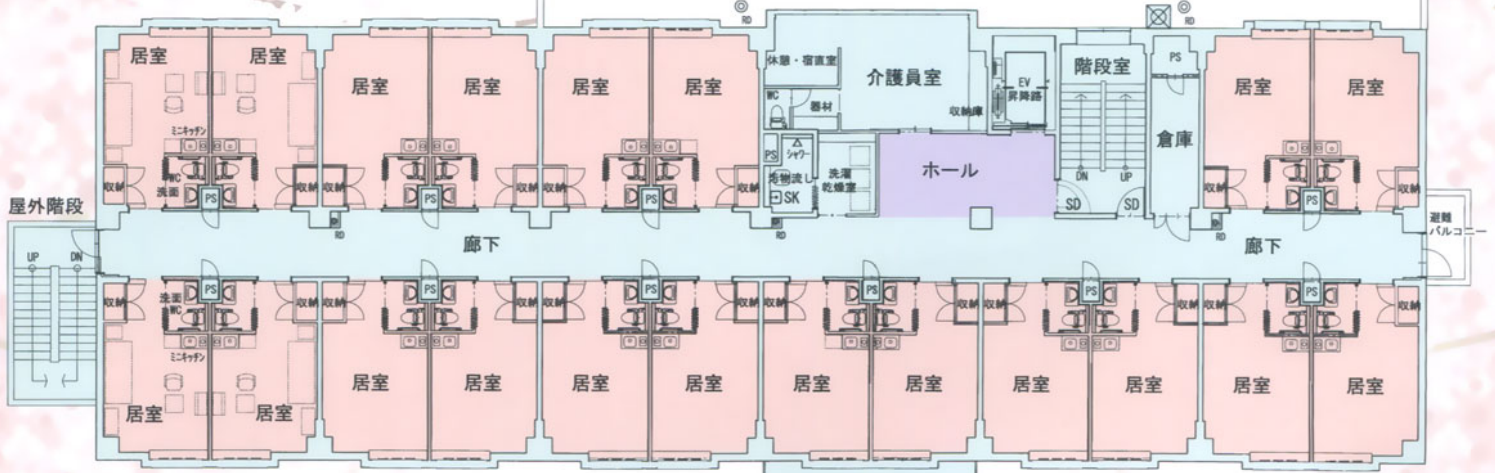 RD
RD
居室
居室
居室
居室
居室
居室
休憩・宿直室
介護員室
EV
昇降路
階段室
PS
居室
居室
WC
器材
収納庫
倉庫
ミニキッチン
PS
シャワー
洗濯
乾燥室
ホール
DN
UP
収納
WC
洗面
PS
収納
収納
PS
収納
収納
PS
収納
汚物流し
SK
SD
SD
収納
PS
収納
屋外階段
RD
RD
RD
避難
バルコニー
廊下
廊下
UP
DN
収納
洗面
WC
PS
収納
収納
PS
収納
収納
PS
収納
収納
PS
収納
収納
PS
収納
収納
PS
収納
ミニキッチン
居室
居室
居室
居室
居室
居室
居室
居室
居室
居室
居室
居室